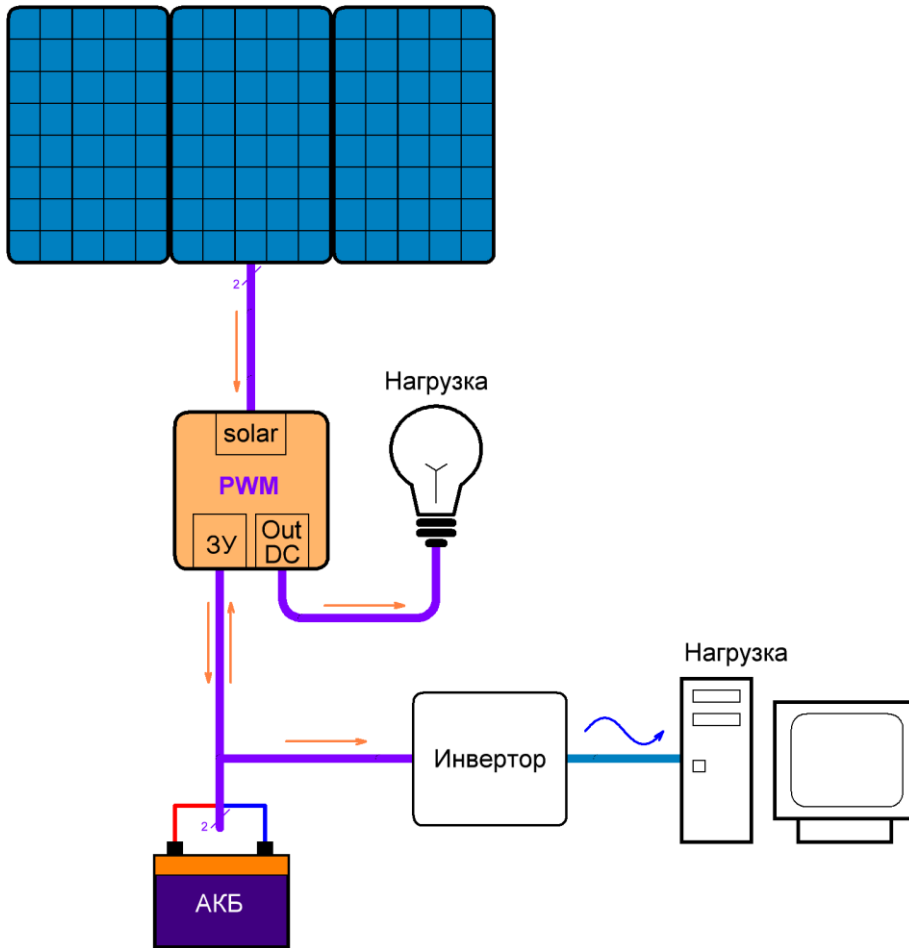 2
Нагрузка
solar
PWM
ЗУ
Out
DC
Нагрузка
Инвертор
2
АКБ